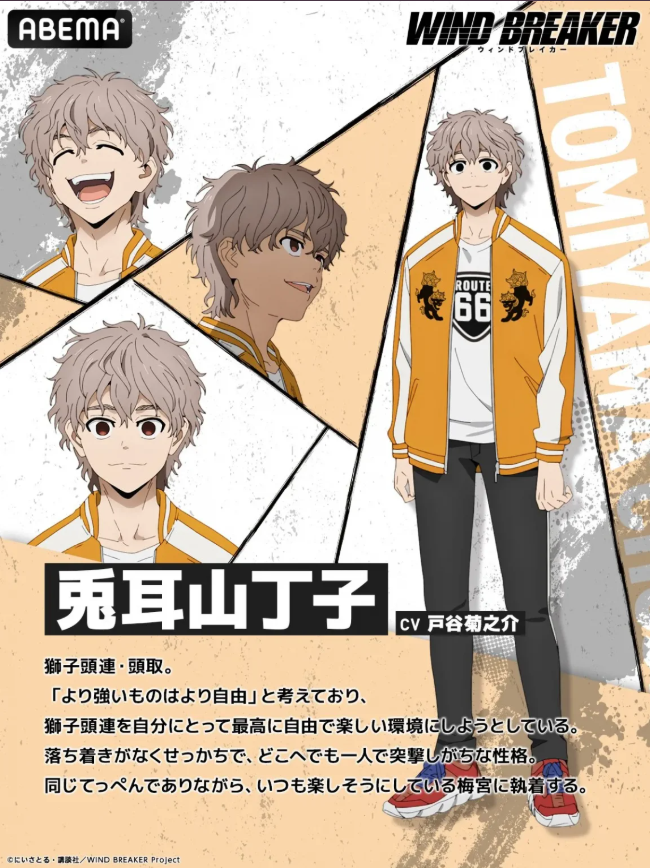 ABEMA
WIND BREAKER
ウィンドブレイカー
TOMIYAMA CHO
ROUTE
66
兎耳山丁子
CV 戸谷菊之介
獅子頭連・頭取。
「より強いものはより自由」と考えており、
獅子頭連を自分にとって最高に自由で楽しい環境にしようとしている。
落ち着きがなくせっかちで、どこへでも一人で突撃しがちな性格。
同じてっぺんでありながら、いつも楽しそうにしている梅宮に執着する。
©にいさとる・講談社／WIND BREAKER Project